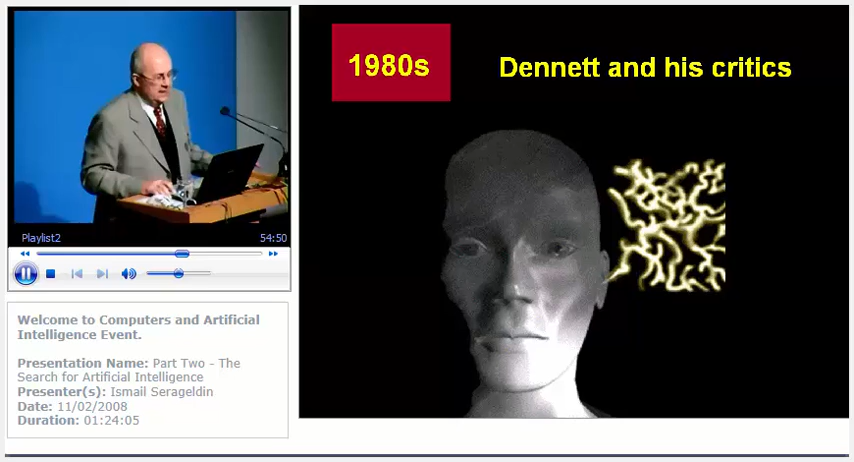 1980s
Dennett and his critics
Playlist2
54:50
Welcome to Computers and Artificial
Intelligence Event.
Presentation Name: Part Two - The
Search for Artificial Intelligence
Presenter(s): Ismail Serageldin
Date: 11/02/2008
Duration: 01:24:05